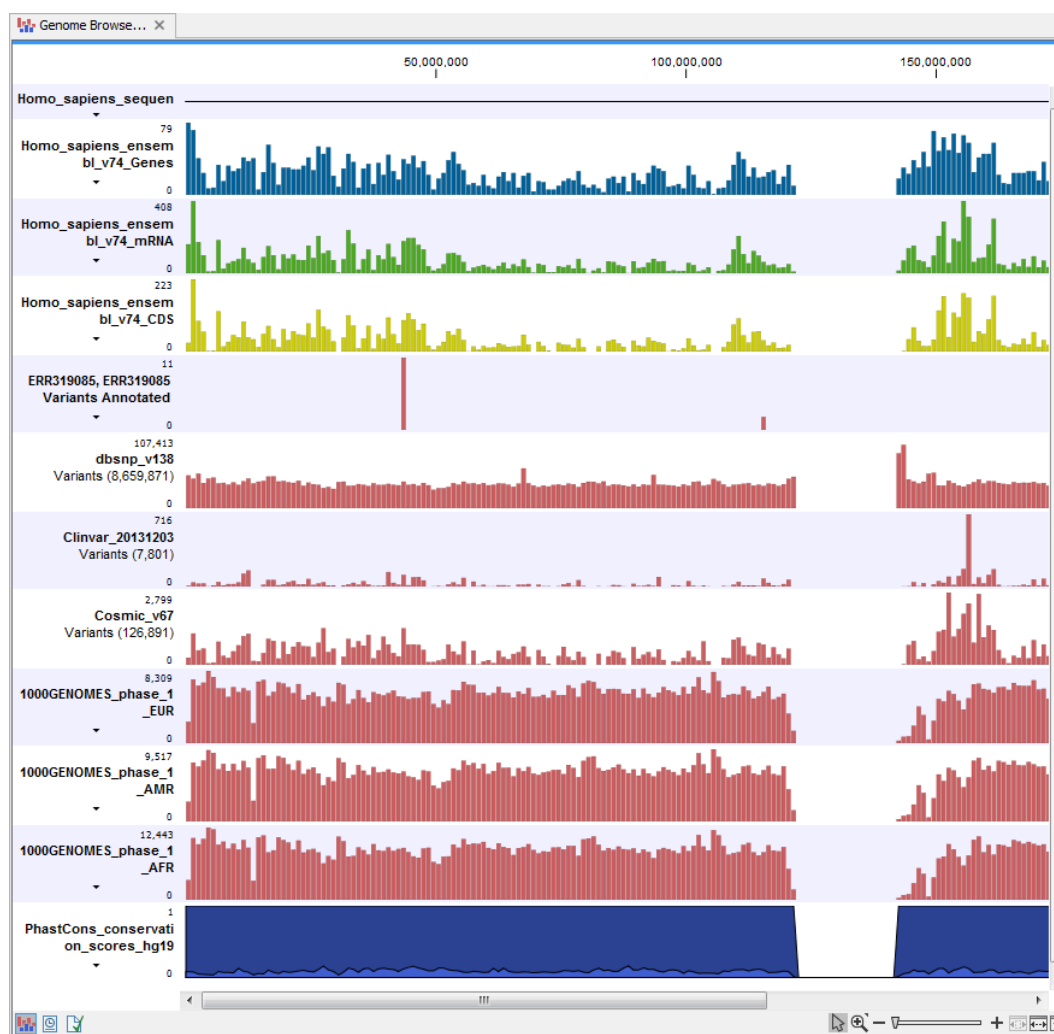 Genome Browse...
50,000,000 100,000,000 150,000,000
Homo_sapiens_sequen
79
Homo_sapiens_ensem
bl_v74_Genes
0
408
Homo_sapiens_ensem
bl_v74_mRNA
0
223
Homo_sapiens_ensem
bl_v74_CDS
0
11
ERR319085, ERR319085
Variants Annotated
0
107,413
dbsnp_v138
Variants (8,659,871)
0
716
Clinvar_20131203
Variants (7,801)
0
2,799
Cosmic_v67
Variants (126,891)
0
8,309
1000GENOMES_phase_1
_EUR
0
9,517
1000GENOMES_phase_1
_AMR
0
12,443
1000GENOMES_phase_1
_AFR
0
1
PhastCons_conservati
on_scores_hg19
0